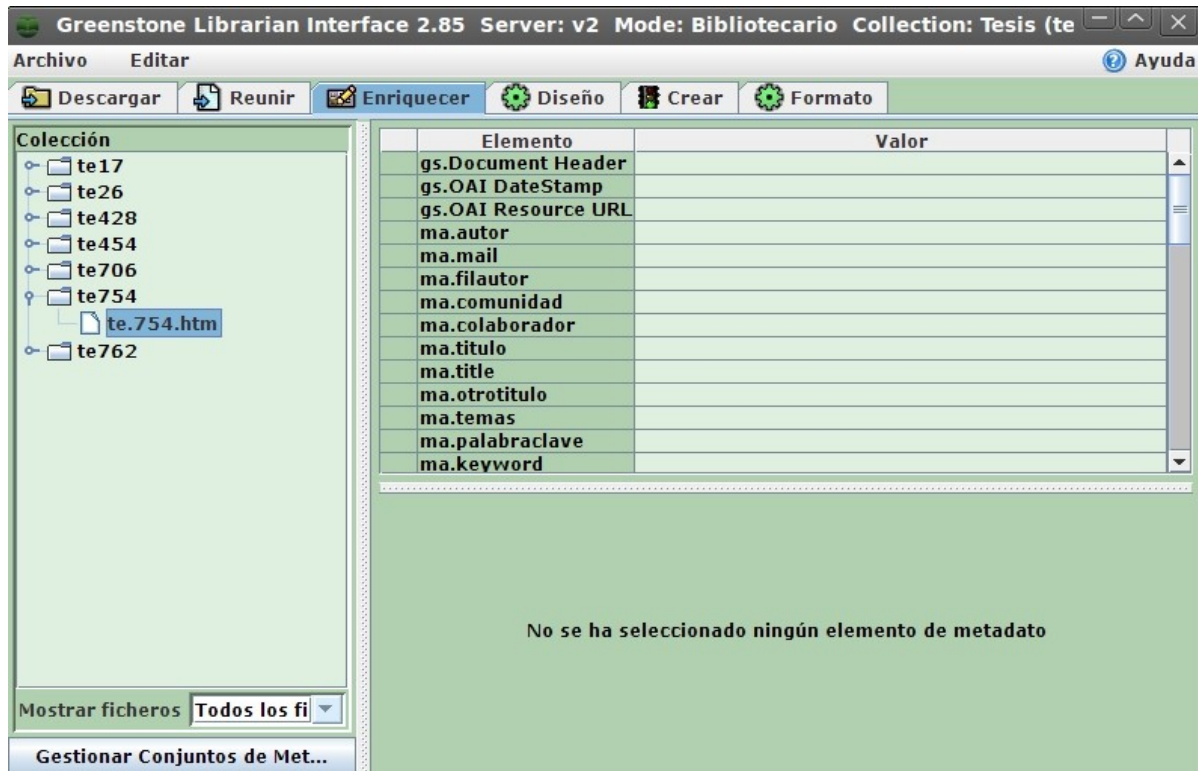 Greenstone Librarian Interface 2.85 Server: v2 Mode: Bibliotecario Collection: Tesis (te
Archivo Editar Ayuda
Descargar Reunir Enriquecer Diseño Crear Formato
Colección
te17
te26
te428
te454
te706
te754
te.754.htm
te762
Mostrar ficheros Todos los fi
Gestionar Conjuntos de Met...
Elemento Valor
gs.Document Header
gs.OAI DateStamp
gs.OAI Resource URL
ma.autor
ma.mail
ma.filautor
ma.comunidad
ma.colaborador
ma.titulo
ma.title
ma.otrotitulo
ma.temas
ma.palabraclave
ma.keyword
No se ha seleccionado ningún elemento de metadato